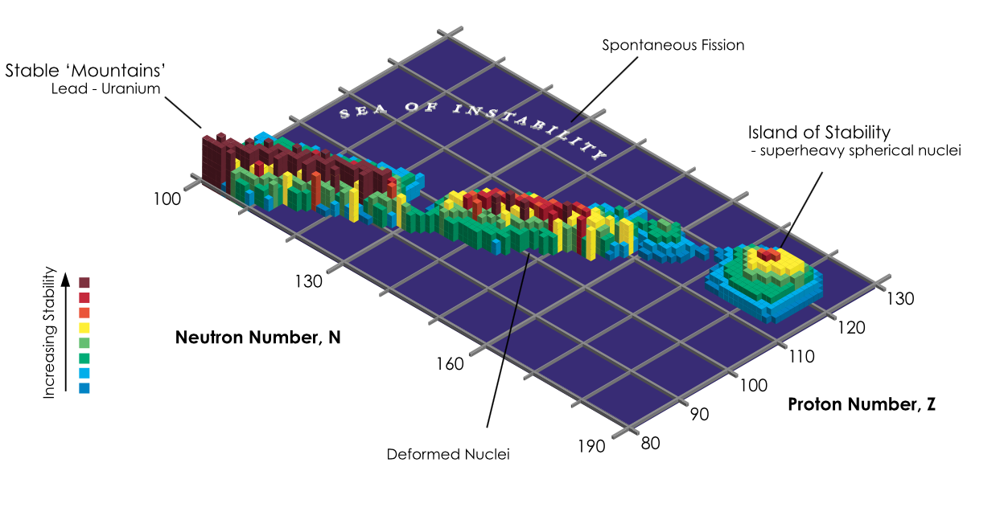 Spontaneous Fission
Stable ‘Mountains’
Lead - Uranium
SEA OF INSTABILITY
Island of Stability
- superheavy spherical nuclei
100
130
160
190
Neutron Number, N
Increasing Stability
130
120
110
100
90
80
Proton Number, Z
Deformed Nuclei